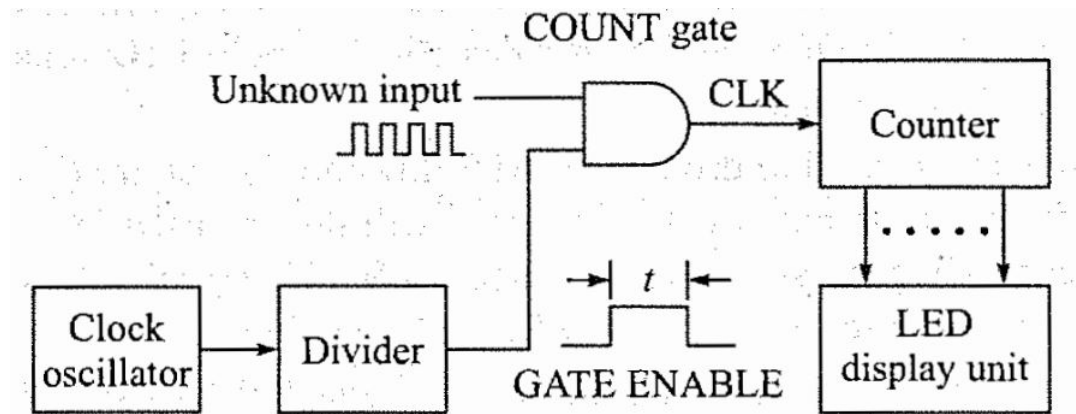 COUNT gate
Unknown input
CLK
Counter
t
Clock
oscillator
Divider
GATE ENABLE
LED
display unit